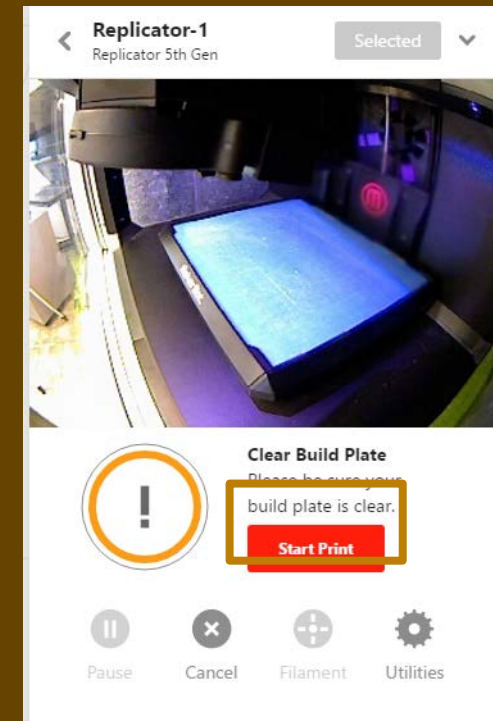 Replicator-1
Replicator 5th Gen
Selected
Clear Build Plate
Please be sure your
build plate is clear.
Start Print
Pause
Cancel
Filament
Utilities